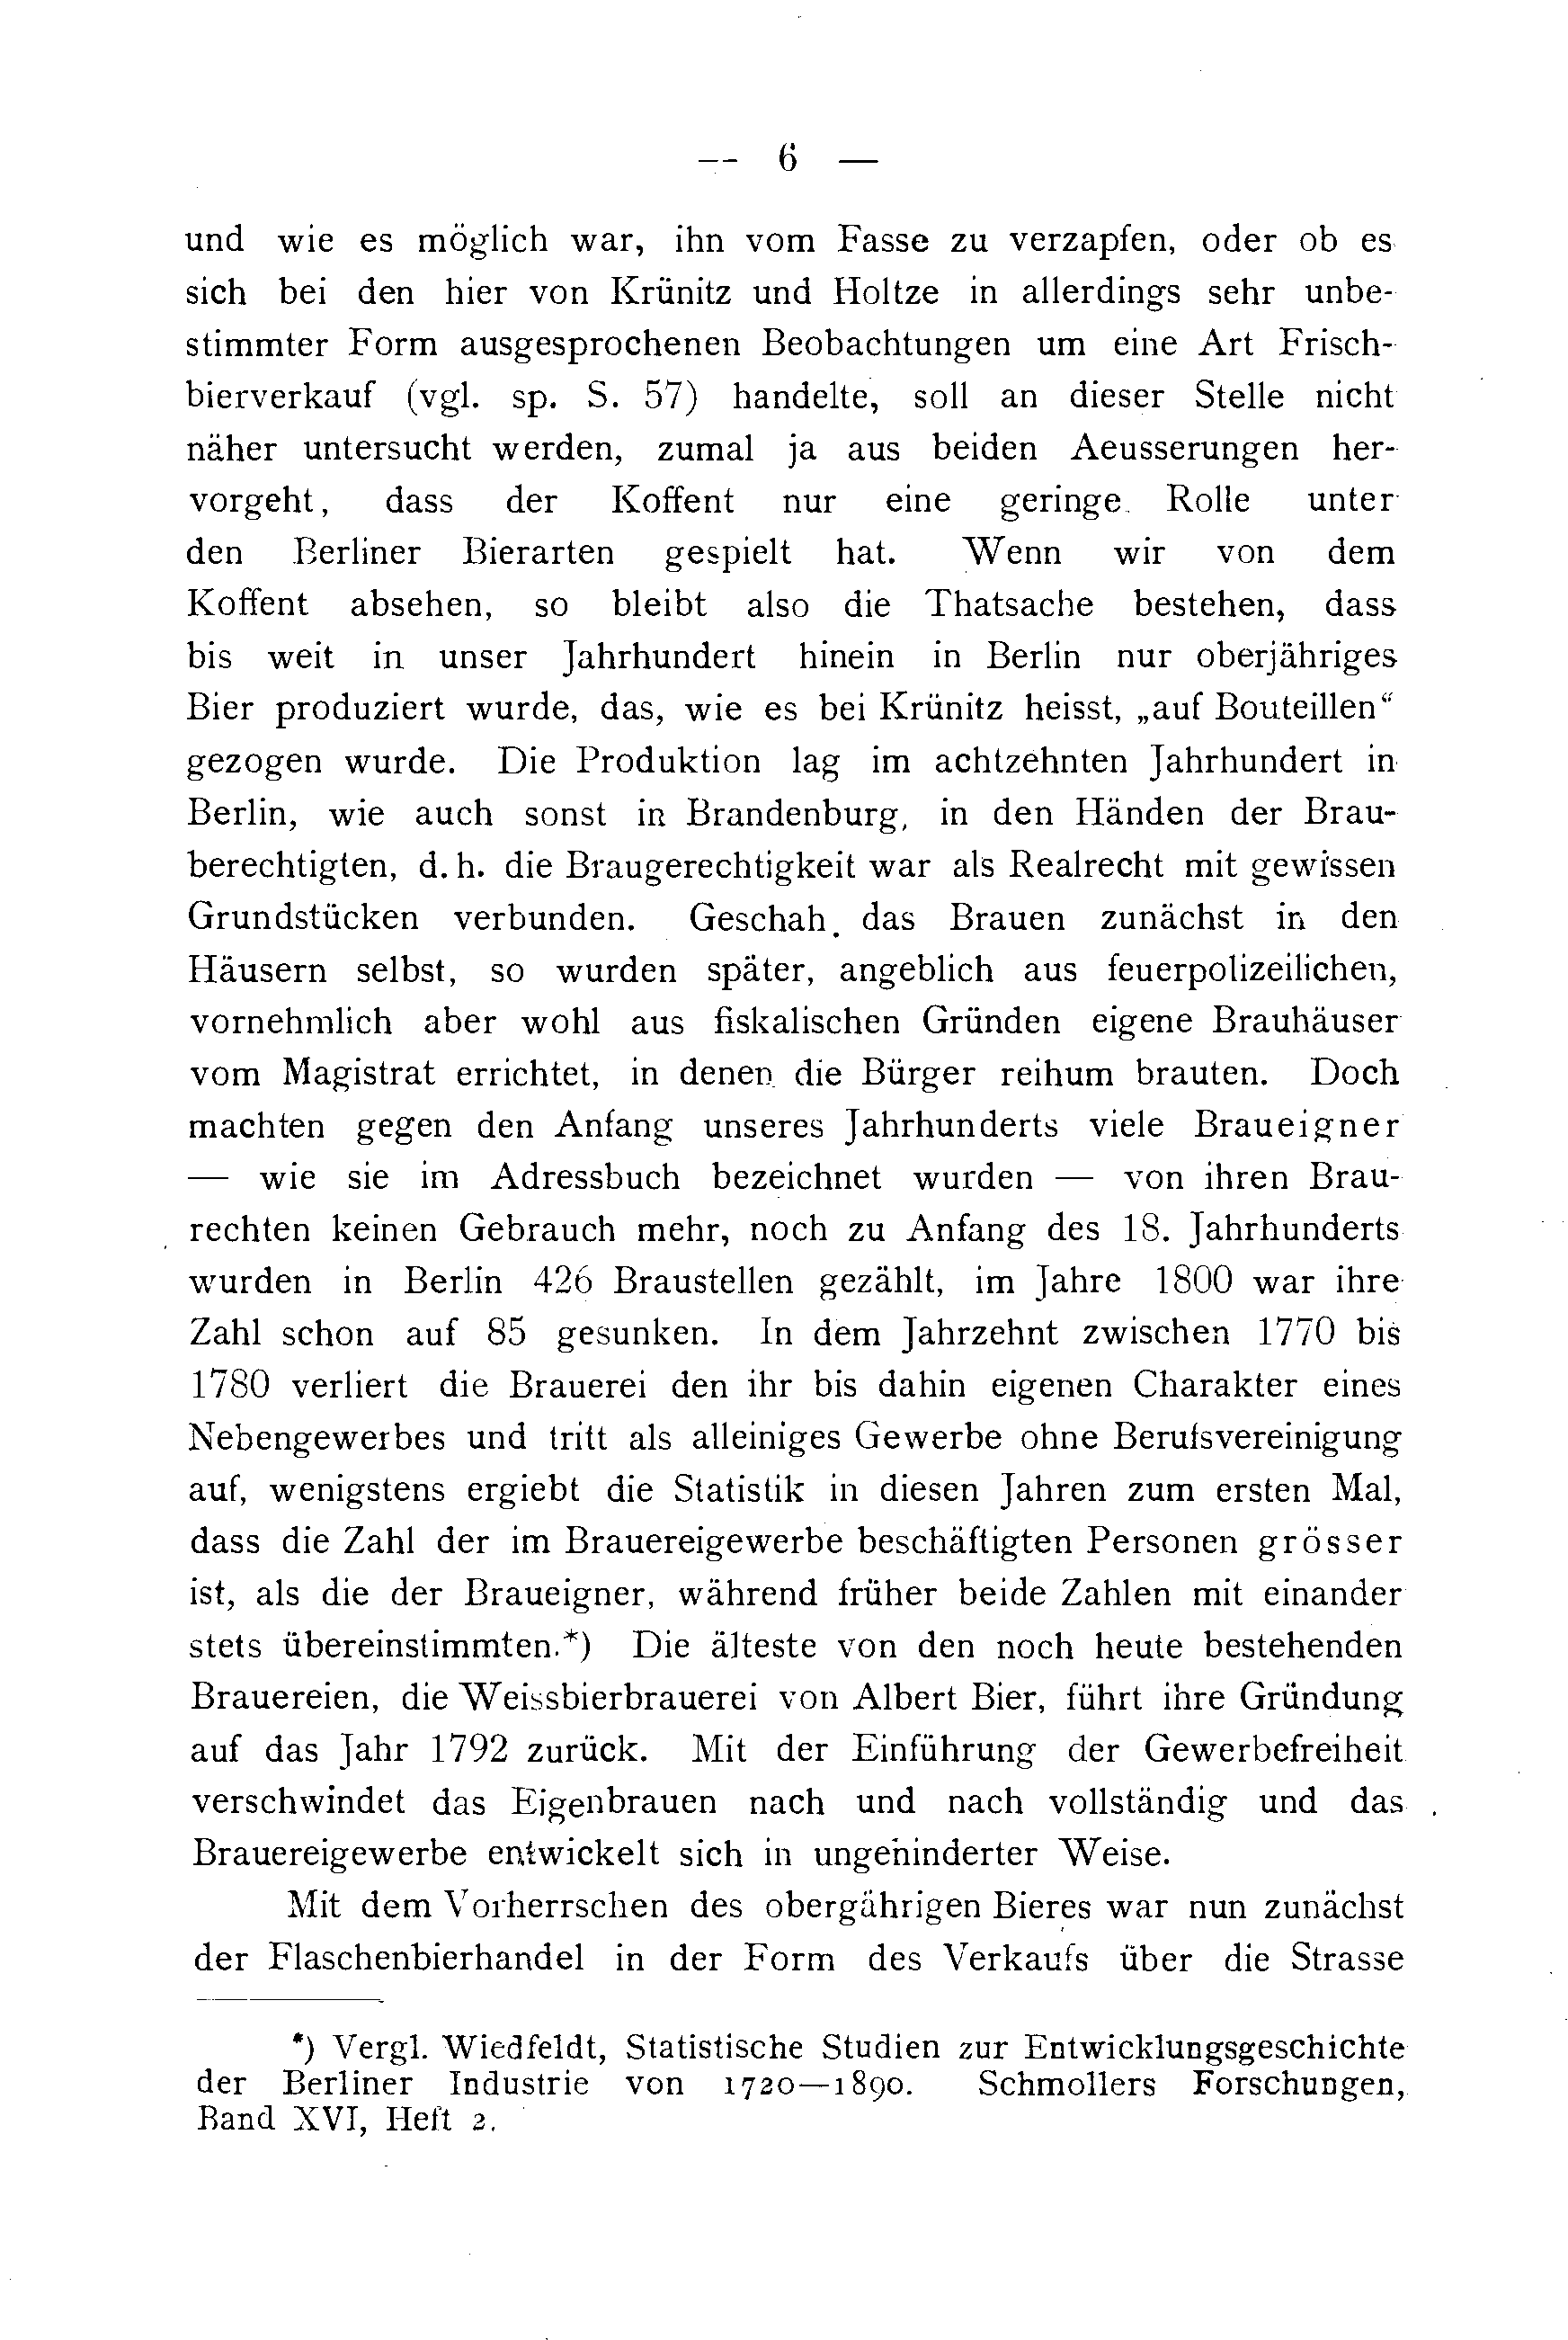 — 6 —
und wie es möglich war, ihn vom Fasse zu verzapfen, oder ob es
sich bei den hier von Krünitz und Holtze in allerdings sehr unbe-
stimmter Form ausgesprochenen Beobachtungen um eine Art Frisch-
bierverkauf (vgl. sp. S. 57) handelte, soll an dieser Stelle nicht
näher untersucht werden, zumal ja aus beiden Aeusserungen her-
vorgeht, dass der Koffent nur eine geringe Rolle unter
den Berliner Bierarten gespielt hat. Wenn wir von dem
Koffent absehen, so bleibt also die Thatsache bestehen, dass
bis weit in unser Jahrhundert hinein in Berlin nur oberjähriges
Bier produziert wurde, das, wie es bei Krünitz heisst, „auf Bouteillen“
gezogen wurde. Die Produktion lag im achtzehnten Jahrhundert in
Berlin, wie auch sonst in Brandenburg, in den Händen der Brau-
berechtigten, d. h. die Braugerechtigkeit war als Realrecht mit gewissen
Grundstücken verbunden. Geschah das Brauen zunächst in den
Häusern selbst, so wurden später, angeblich aus feuerpolizeilichen,
vornehmlich aber wohl aus fiskalischen Gründen eigene Brauhäuser
vom Magistrat errichtet, in denen die Bürger reihum brauten. Doch
machten gegen den Anfang unseres Jahrhunderts viele Braueigner
— wie sie im Adressbuch bezeichnet wurden — von ihren Brau-
rechten keinen Gebrauch mehr, noch zu Anfang des 18. Jahrhunderts
wurden in Berlin 426 Braustellen gezählt, im Jahre 1800 war ihre
Zahl schon auf 85 gesunken. In dem Jahrzehnt zwischen 1770 bis
1780 verliert die Brauerei den ihr bis dahin eigenen Charakter eines
Nebengewerbes und tritt als alleiniges Gewerbe ohne Berufsvereinigung
auf, wenigstens ergiebt die Statistik in diesen Jahren zum ersten Mal,
dass die Zahl der im Brauereigewerbe beschäftigten Personen grösser
ist, als die der Braueigner, während früher beide Zahlen mit einander
stets übereinstimmten.*) Die älteste von den noch heute bestehenden
Brauereien, die Weissbierbrauerei von Albert Bier, führt ihre Gründung
auf das Jahr 1792 zurück. Mit der Einführung der Gewerbefreiheit
verschwindet das Eigenbrauen nach und nach vollständig und das
Brauereigewerbe entwickelt sich in ungehinderter Weise.
Mit dem Vorherrschen des obergährigen Bieres war nun zunächst
der Flaschenbierhandel in der Form des Verkaufs über die Strasse
*) Vergl. Wiedfeldt, Statistische Studien zur Entwicklungsgeschichte
der Berliner Industrie von 1720—1890. Schmollers Forschungen,
Band XVI, Heft 2.